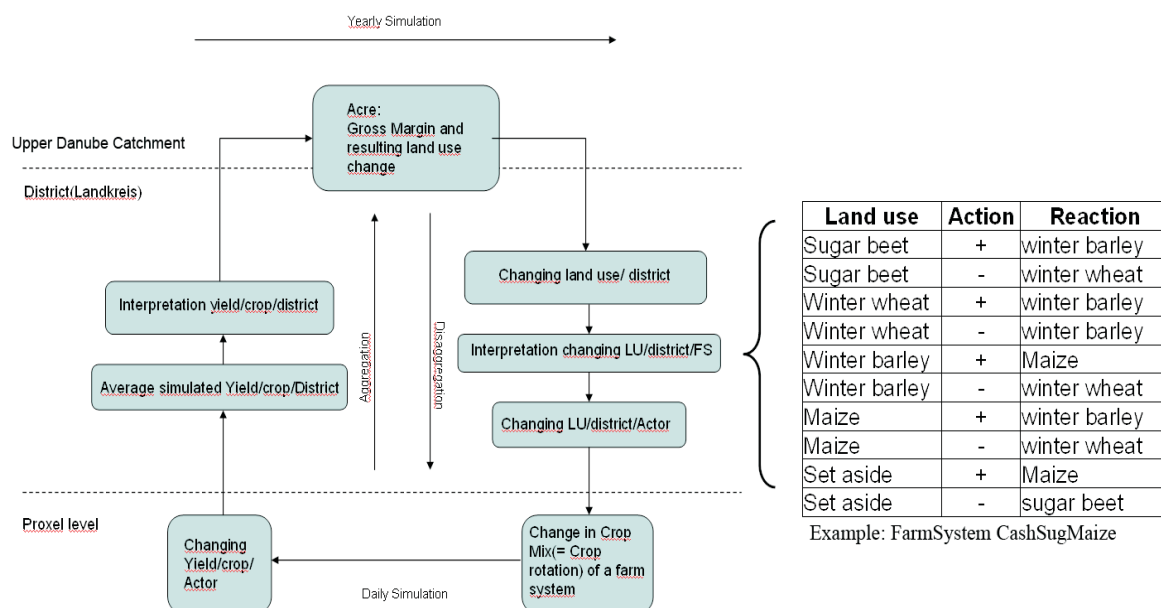 Yearly Simulation
Acre:
Gross Margin and
resulting land use
change
Upper Danube Catchment
District(Landkreis)
Changing land use/ district
Interpretation yield/crop/district
Interpretation changing LU/district/FS
Average simulated Yield/crop/District
Changing LU/district/Actor
Aggregation
Disaggregation
Proxel level
Changing
Yield/crop/
Actor
Change in Crop
Mix(= Crop
rotation) of a farm
system
Daily Simulation
Land use Action Reaction
Sugar beet + winter barley
Sugar beet - winter wheat
Winter wheat + winter barley
Winter wheat - winter barley
Winter barley + Maize
Winter barley - winter wheat
Maize + winter barley
Maize - winter wheat
Set aside + Maize
Set aside - sugar beet
Example: FarmSystem CashSugMaize